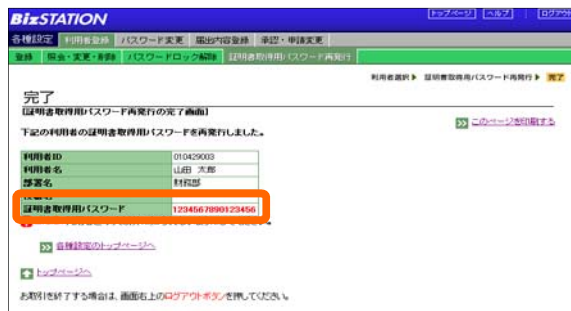 BizSTATION
トップページ ヘルプ ログアウト
各種設定 利用者登録 パスワード変更 届出内容登録 承認・申請変更
登録 照会・変更・削除 パスワードロック解除 証明書取得用パスワード再発行
利用者選択 証明書取得用パスワード再発行 完了
完了
【証明書取得用パスワード再発行の完了画面】
このページを印刷する
下記の利用者の証明書取得用パスワードを再発行しました。
利用者ID 010429003
利用者名 山田 太郎
部署名 財務部
証明書取得用パスワード 1234567890123456
各種設定のトップページへ
トップページへ
お取引を終了する場合は、画面右上のログアウトボタンを押してください。